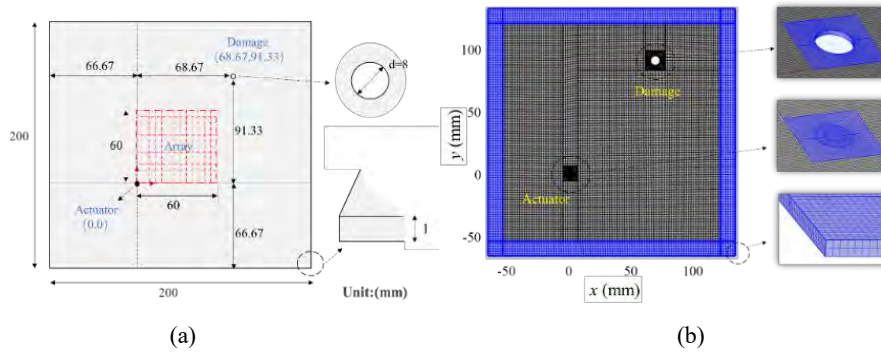 Damage
(68.67,91.33)
66.67
68.67
d=8
200
60
Array
91.33
60
Actuator
(0.0)
66.67
1
200
Unit:(mm)
(a)
100
50
0
-50
y (mm)
Damage
Actuator
-50
0
50
100
x (mm)
(b)